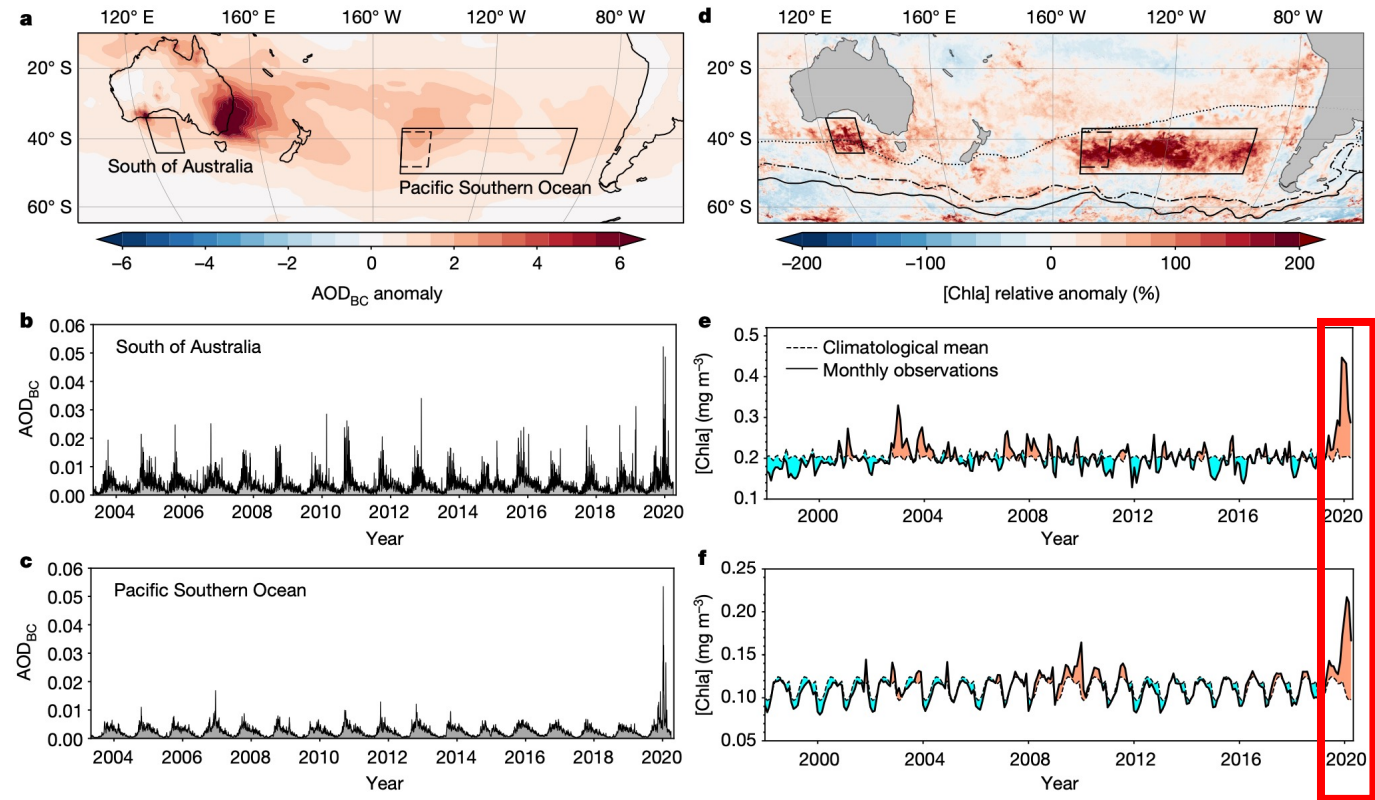 a
120° E 160° E 160° W 120° W 80° W
20° S
40° S
60° S
South of Australia
Pacific Southern Ocean
−6 −4 −2 0 2 4 6
AOD_BC anomaly
d
120° E 160° E 160° W 120° W 80° W
20° S
40° S
60° S
−200 −100 0 100 200
[Chla] relative anomaly (%)
b
South of Australia
AOD_BC
0.06
0.05
0.04
0.03
0.02
0.01
0.00
2004 2006 2008 2010 2012 2014 2016 2018 2020
Year
c
Pacific Southern Ocean
AOD_BC
0.06
0.05
0.04
0.03
0.02
0.01
0.00
2004 2006 2008 2010 2012 2014 2016 2018 2020
Year
e
Climatological mean
Monthly observations
[Chla] (mg m⁻³)
0.5
0.4
0.3
0.2
0.1
2000 2004 2008 2012 2016 2020
Year
f
[Chla] (mg m⁻³)
0.25
0.20
0.15
0.10
0.05
2000 2004 2008 2012 2016 2020
Year